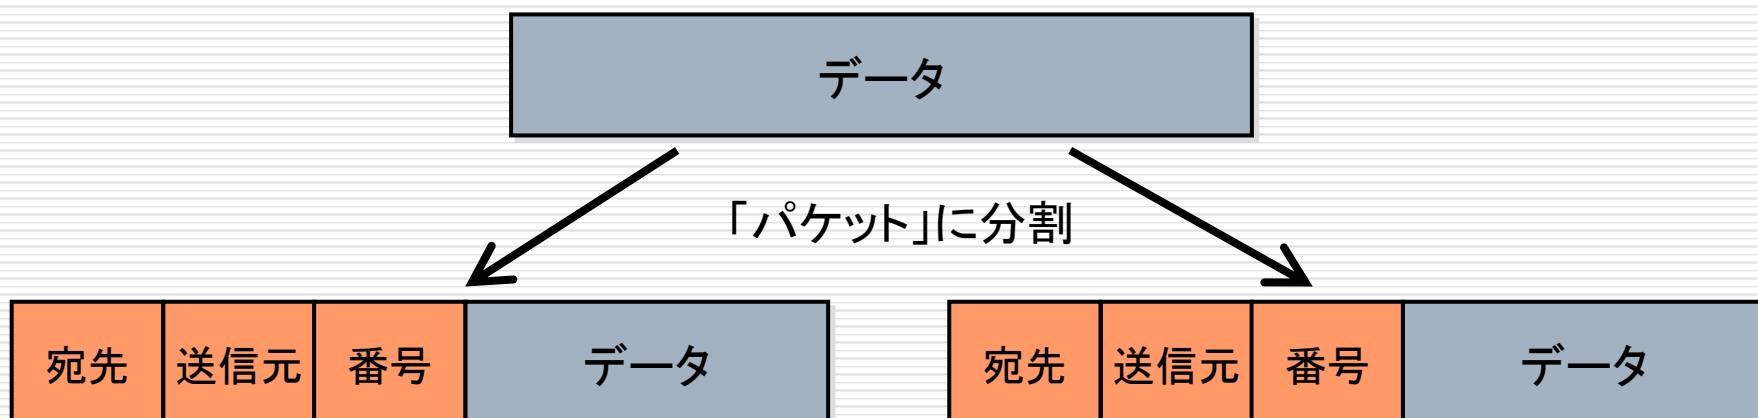 データ
「パケット」に分割
宛先 送信元 番号 データ 宛先 送信元 番号 データ